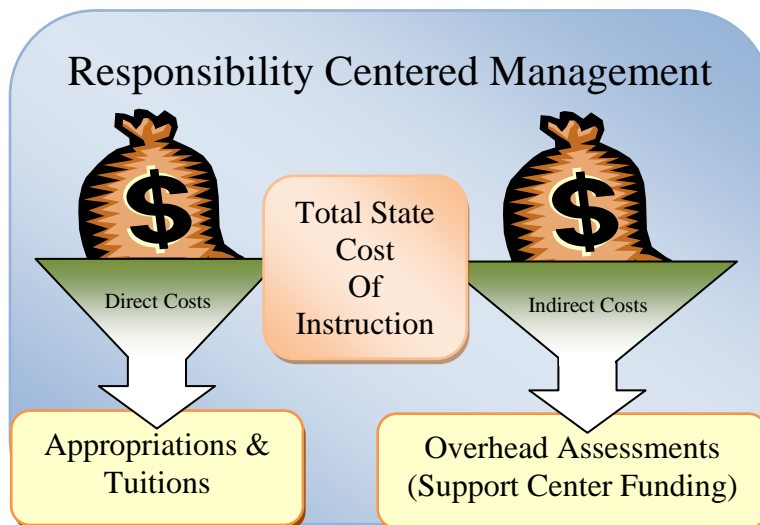 Responsibility Centered Management
$
$
Total State
Cost
Of
Instruction
Direct Costs
Indirect Costs
Appropriations &
Tuitions
Overhead Assessments
(Support Center Funding)